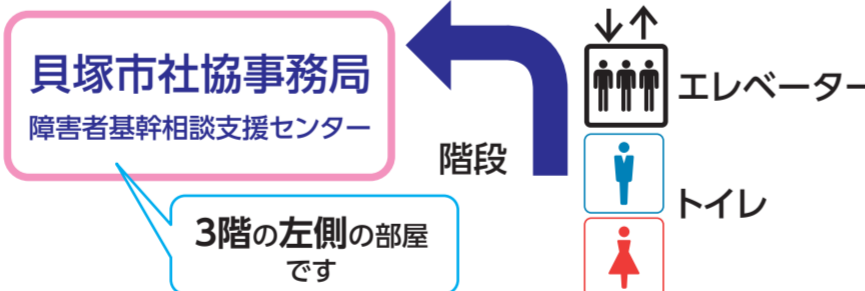 貝塚市社協事務局
障害者基幹相談支援センター
3階の左側の部屋
です
階段
エレベーター
トイレ